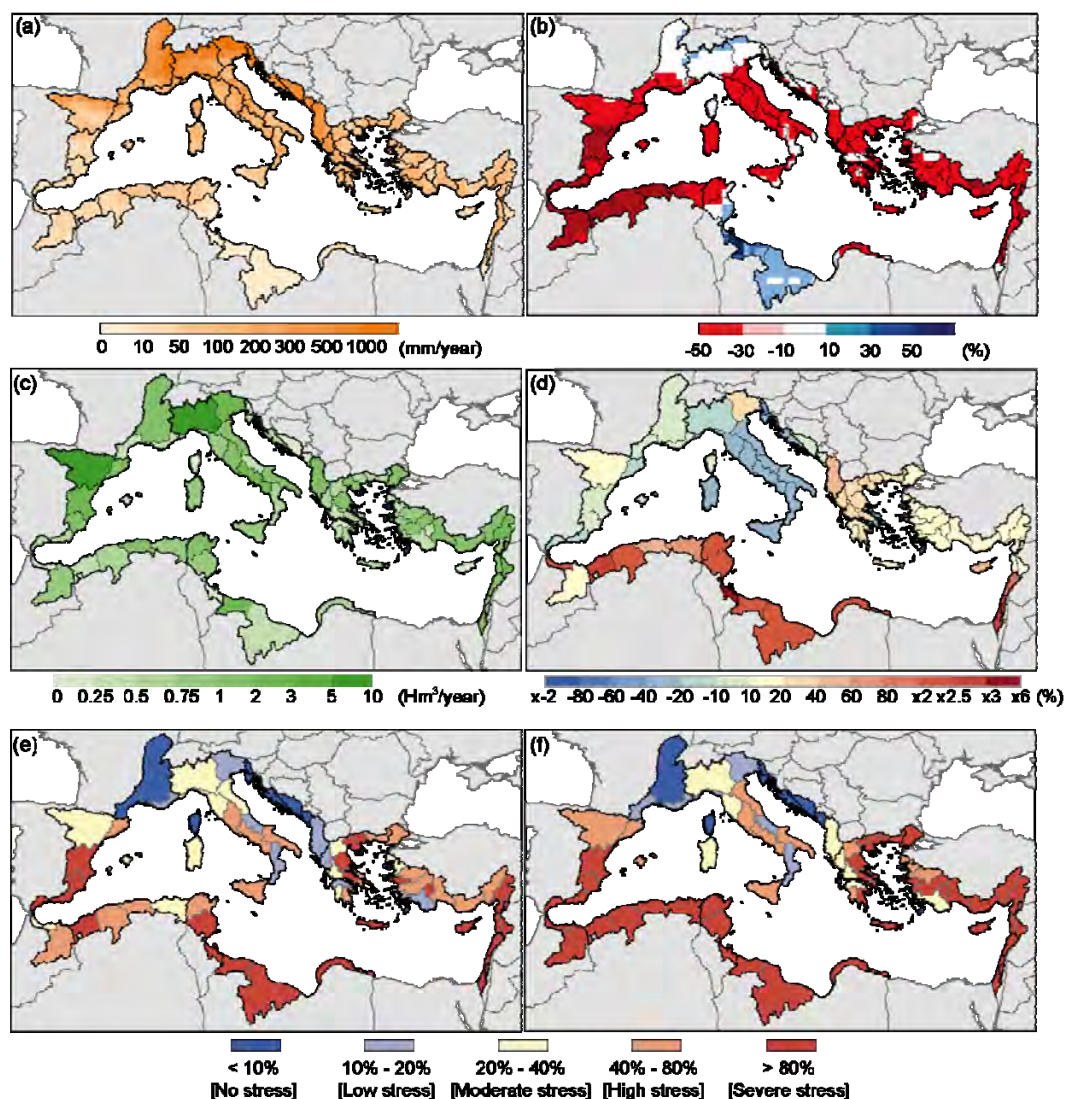 (a)
(b)
0 10 50 100 200 300 500 1000 (mm/year)
-50 -30 -10 10 30 50 (%)
(c)
(d)
0 0.25 0.5 0.75 1 2 3 5 10 (Hm³/year)
x-2 -80 -60 -40 -20 -10 10 20 40 60 80 x2 x2.5 x3 x6 (%)
(e)
(f)
< 10% 10% - 20% 20% - 40% 40% - 80% > 80%
[No stress] [Low stress] [Moderate stress] [High stress] [Severe stress]